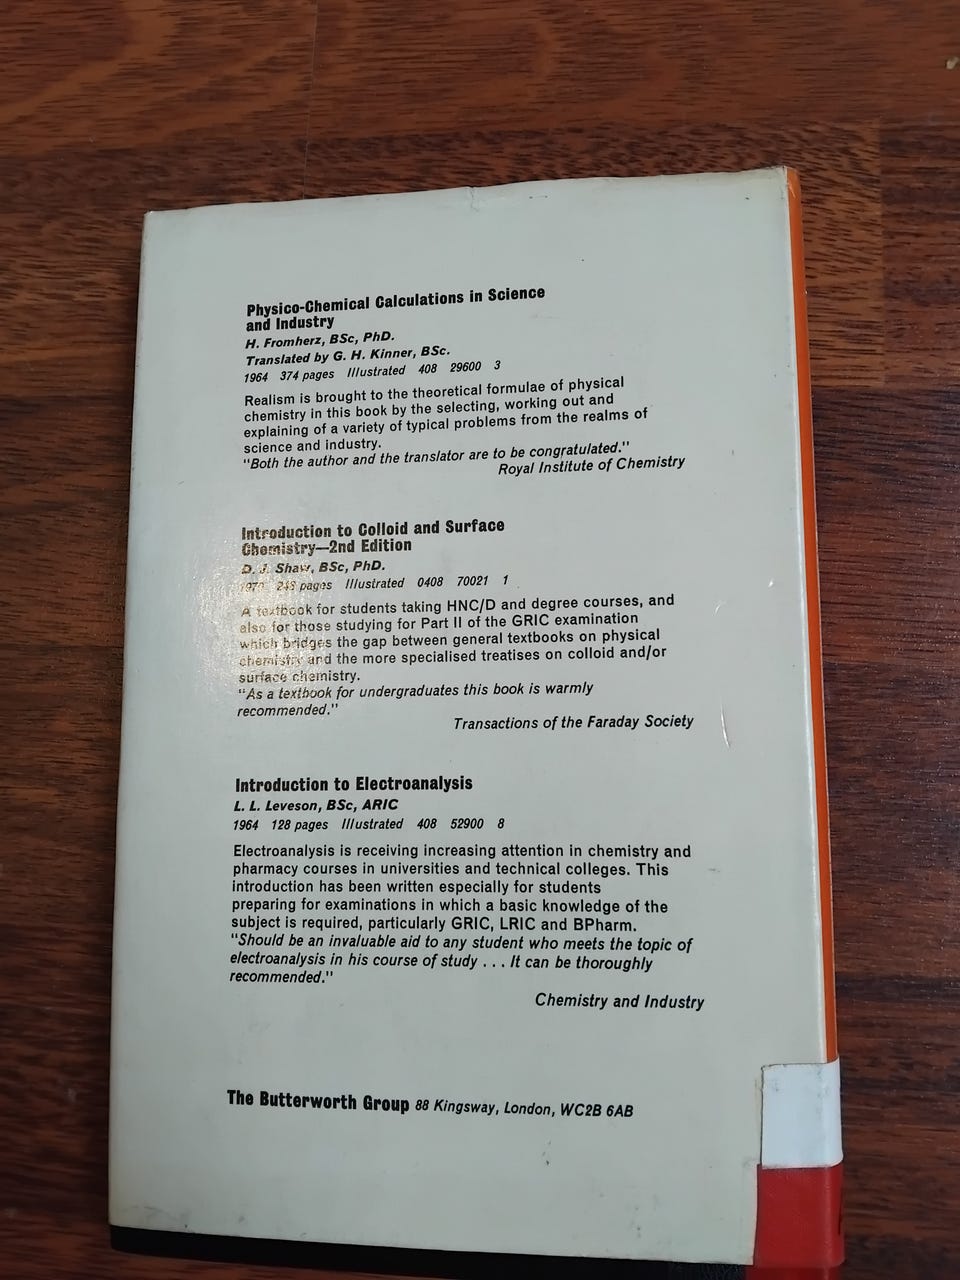 Physico-Chemical Calculations in Science
and Industry
H. Fromherz, BSc, PhD.
Translated by G. H. Kinner, BSc.
1964 374 pages Illustrated 408 29600 3
Realism is brought to the theoretical formulae of physical
chemistry in this book by the selecting, working out and
explaining of a variety of typical problems from the realms of
science and industry.
"Both the author and the translator are to be congratulated."
Royal Institute of Chemistry
Introduction to Colloid and Surface
Chemistry—2nd Edition
D. J. Shaw, BSc, PhD.
pages Illustrated 0408 70021 1
A textbook for students taking HNC/D and degree courses, and
also for those studying for Part II of the GRIC examination
which bridges the gap between general textbooks on physical
chemistry and the more specialised treatises on colloid and/or
surface chemistry.
"As a textbook for undergraduates this book is warmly
recommended."
Transactions of the Faraday Society
Introduction to Electroanalysis
L. L. Leveson, BSc, ARIC
1964 128 pages Illustrated 408 52900 8
Electroanalysis is receiving increasing attention in chemistry and
pharmacy courses in universities and technical colleges. This
introduction has been written especially for students
preparing for examinations in which a basic knowledge of the
subject is required, particularly GRIC, LRIC and BPharm.
"Should be an invaluable aid to any student who meets the topic of
electroanalysis in his course of study . . . It can be thoroughly
recommended."
Chemistry and Industry
The Butterworth Group 88 Kingsway, London, WC2B 6AB